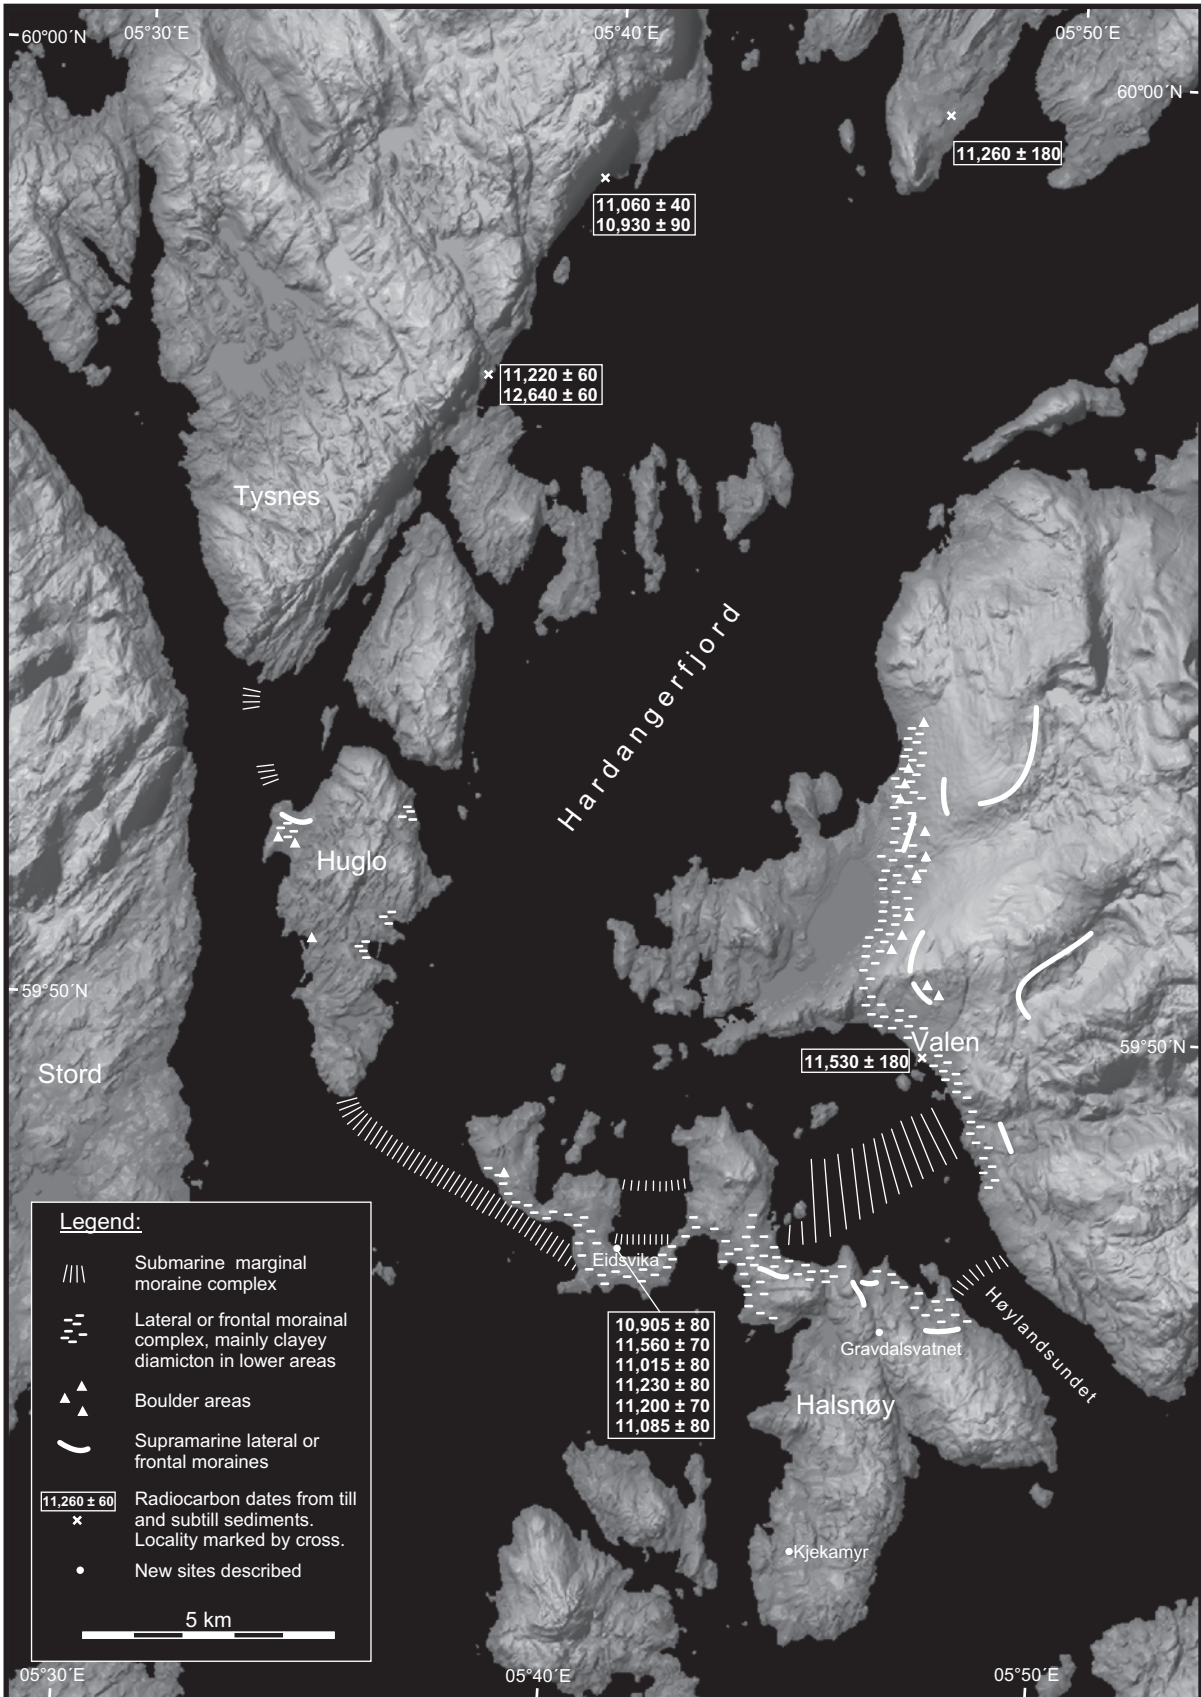 60°00´N
05°30´E
05°40´E
05°50´E
60°00´N
11,260 ± 180
11,060 ± 40
10,930 ± 90
11,220 ± 60
12,640 ± 60
Tysnes
Hardangerfjord
Huglo
59°50´N
Valen
11,530 ± 180
59°50´N
Stord
Eidsvika
Høylandsundet
10,905 ± 80
11,560 ± 70
11,015 ± 80
11,230 ± 80
11,200 ± 70
11,085 ± 80
Gravdalsvatnet
Halsnøy
Kjekamyr
Legend:
Submarine marginal
moraine complex
Lateral or frontal morainal
complex, mainly clayey
diamicton in lower areas
Boulder areas
Supramarine lateral or
frontal moraines
11,260 ± 60
Radiocarbon dates from till
and subtill sediments.
Locality marked by cross.
New sites described
5 km
05°30´E
05°40´E
05°50´E